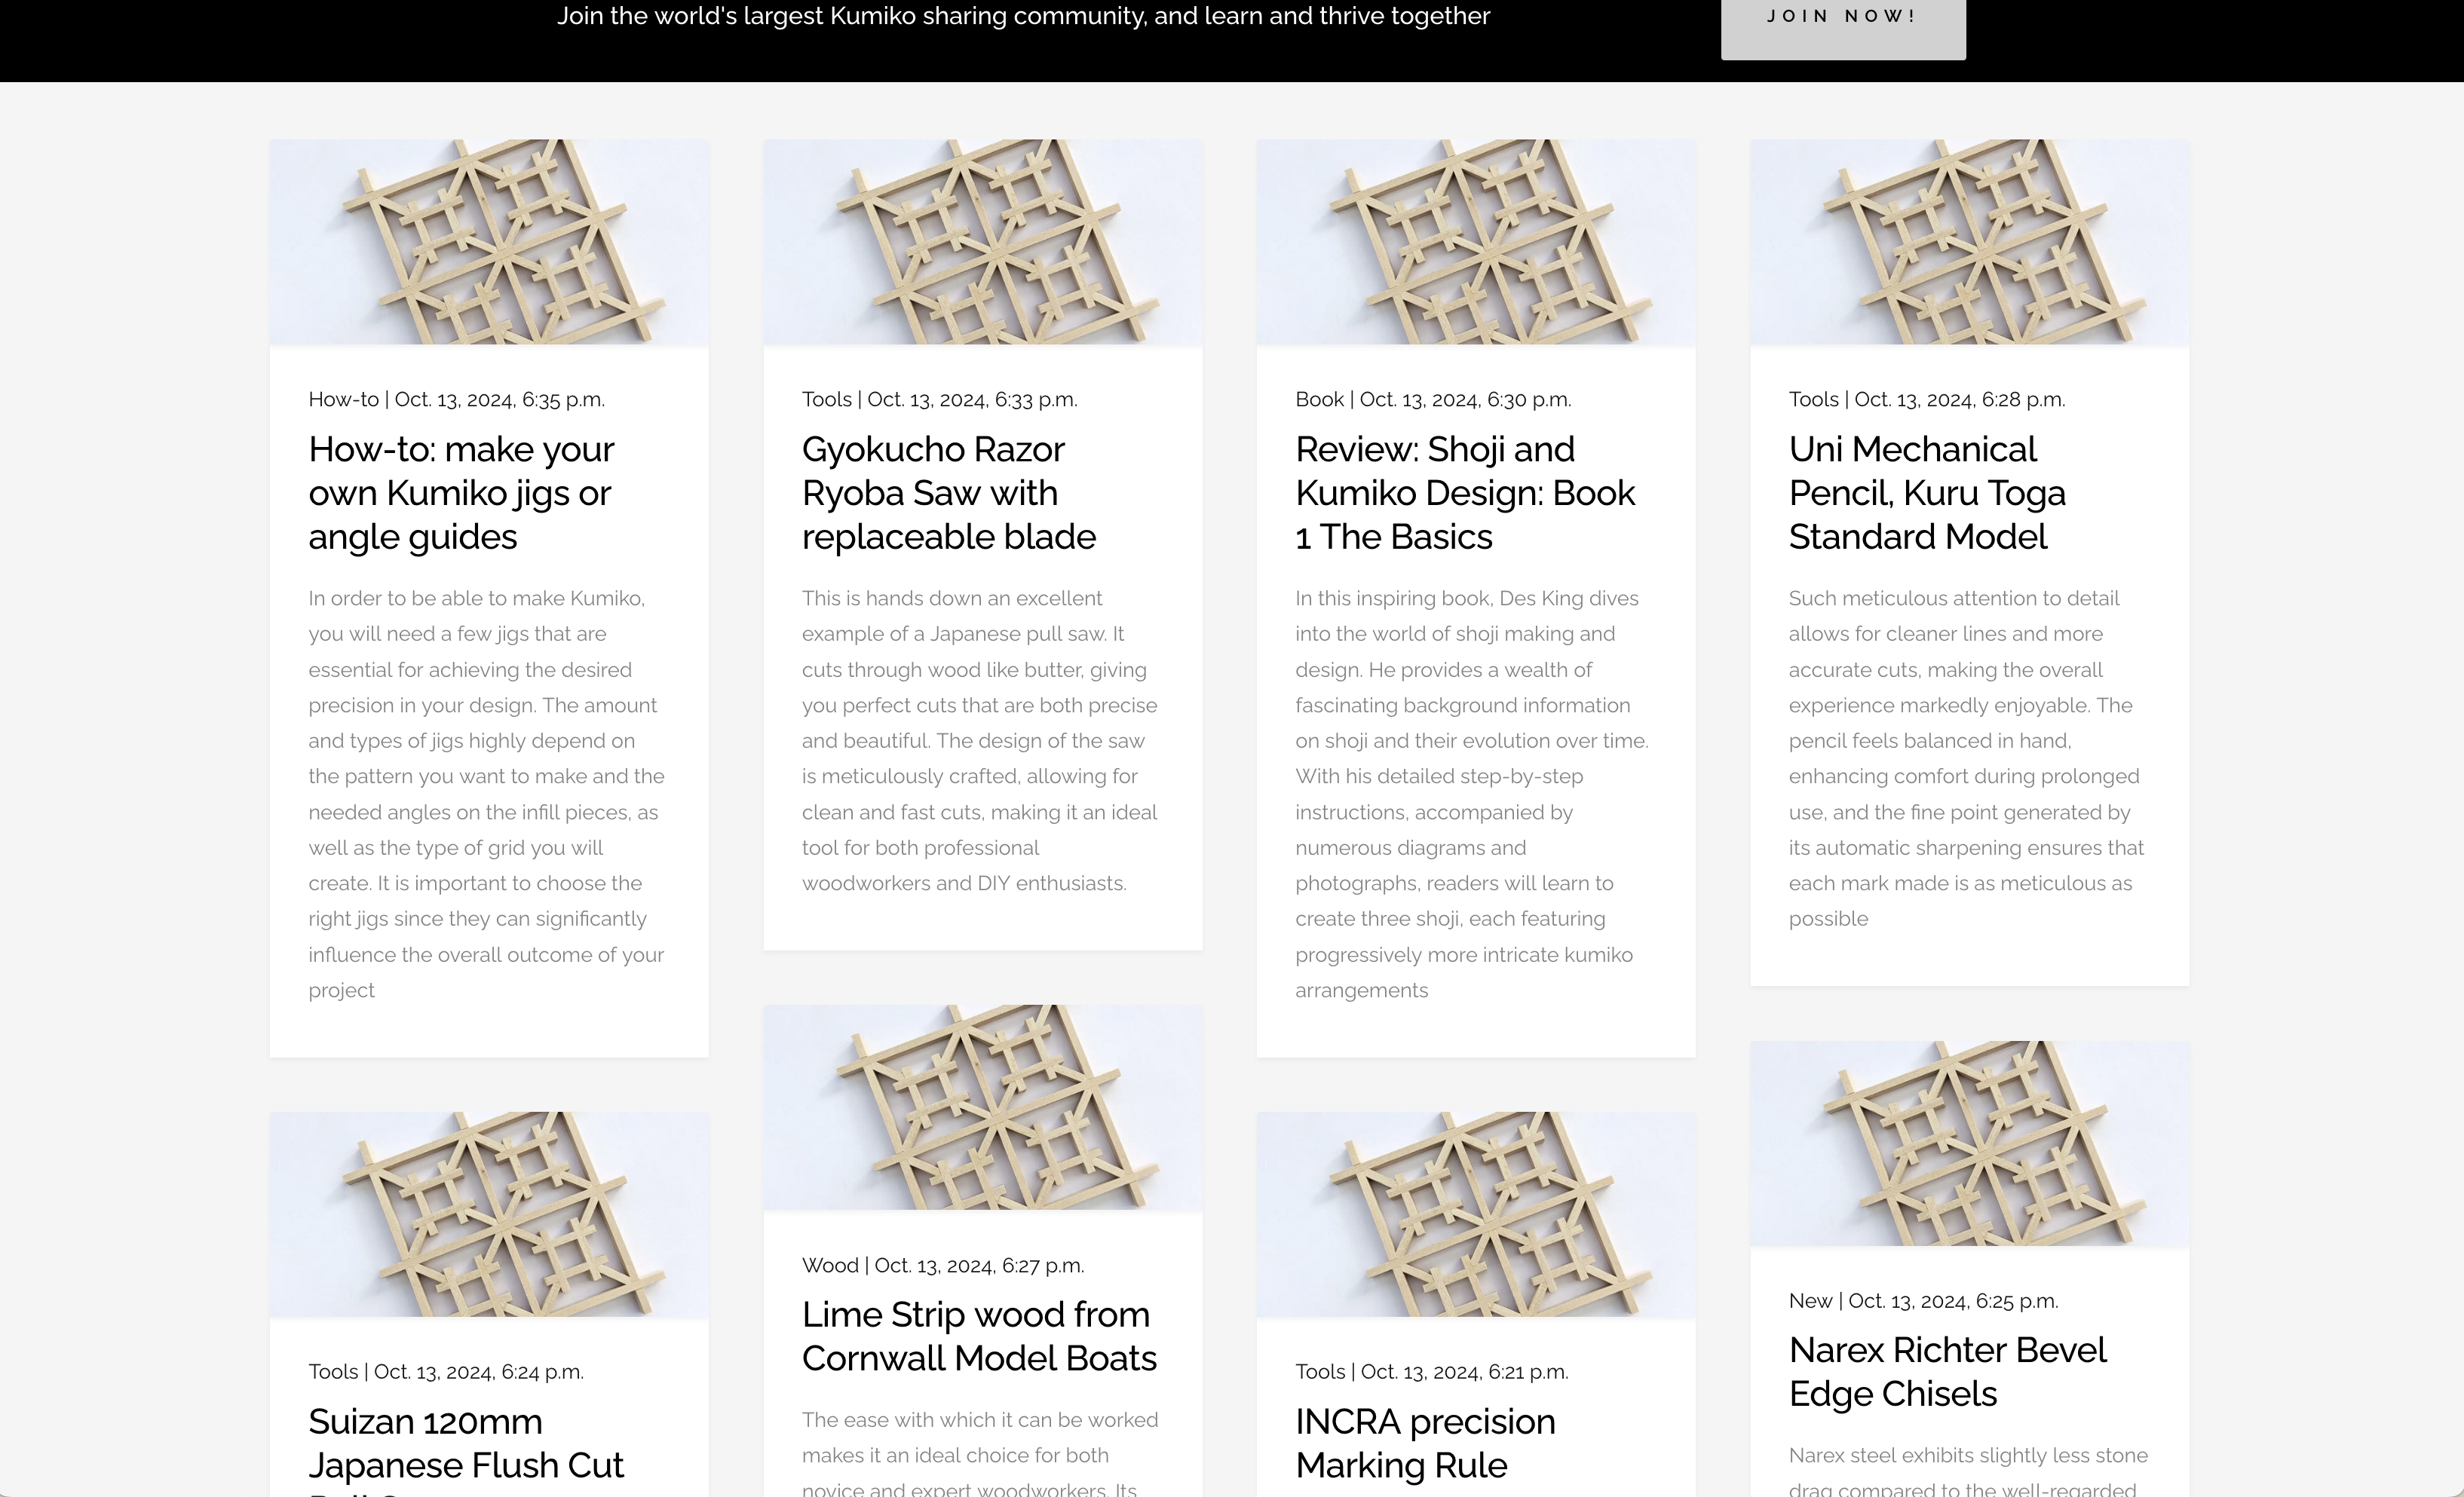 Join the world's largest Kumiko sharing community, and learn and thrive together
JOIN NOW!
How-to | Oct. 13, 2024, 6:35 p.m.
How-to: make your
own Kumiko jigs or
angle guides
In order to be able to make Kumiko,
you will need a few jigs that are
essential for achieving the desired
precision in your design. The amount
and types of jigs highly depend on
the pattern you want to make and the
needed angles on the infill pieces, as
well as the type of grid you will
create. It is important to choose the
right jigs since they can significantly
influence the overall outcome of your
project
Tools | Oct. 13, 2024, 6:33 p.m.
Gyokucho Razor
Ryoba Saw with
replaceable blade
This is hands down an excellent
example of a Japanese pull saw. It
cuts through wood like butter, giving
you perfect cuts that are both precise
and beautiful. The design of the saw
is meticulously crafted, allowing for
clean and fast cuts, making it an ideal
tool for both professional
woodworkers and DIY enthusiasts.
Book | Oct. 13, 2024, 6:30 p.m.
Review: Shoji and
Kumiko Design: Book
1 The Basics
In this inspiring book, Des King dives
into the world of shoji making and
design. He provides a wealth of
fascinating background information
on shoji and their evolution over time.
With his detailed step-by-step
instructions, accompanied by
numerous diagrams and
photographs, readers will learn to
create three shoji, each featuring
progressively more intricate kumiko
arrangements
Tools | Oct. 13, 2024, 6:28 p.m.
Uni Mechanical
Pencil, Kuru Toga
Standard Model
Such meticulous attention to detail
allows for cleaner lines and more
accurate cuts, making the overall
experience markedly enjoyable. The
pencil feels balanced in hand,
enhancing comfort during prolonged
use, and the fine point generated by
its automatic sharpening ensures that
each mark made is as meticulous as
possible
Tools | Oct. 13, 2024, 6:24 p.m.
Suizan 120mm
Japanese Flush Cut
Wood | Oct. 13, 2024, 6:27 p.m.
Lime Strip wood from
Cornwall Model Boats
The ease with which it can be worked
makes it an ideal choice for both
novice and expert woodworkers. Its
Tools | Oct. 13, 2024, 6:21 p.m.
INCRA precision
Marking Rule
New | Oct. 13, 2024, 6:25 p.m.
Narex Richter Bevel
Edge Chisels
Narex steel exhibits slightly less stone
drag compared to the well-regarded